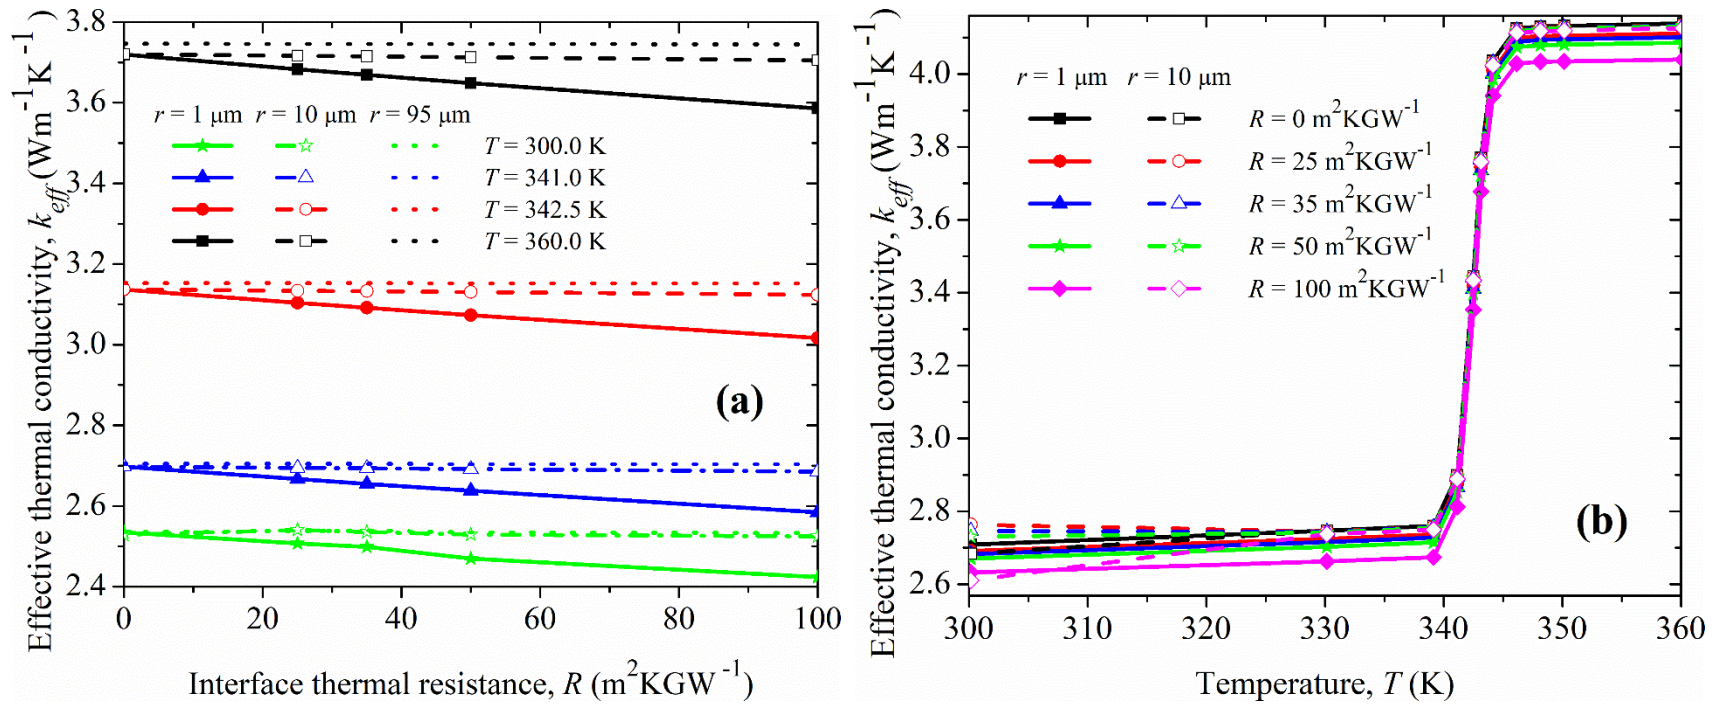 Effective thermal conductivity, k_eff (Wm⁻¹K⁻¹)
3.8
3.6
3.4
3.2
3.0
2.8
2.6
2.4
r = 1 μm r = 10 μm r = 95 μm
T = 300.0 K
T = 341.0 K
T = 342.5 K
T = 360.0 K
(a)
0 20 40 60 80 100
Interface thermal resistance, R (m²KGW⁻¹)
Effective thermal conductivity, k_eff (Wm⁻¹K⁻¹)
4.0
3.8
3.6
3.4
3.2
3.0
2.8
2.6
r = 1 μm r = 10 μm
R = 0 m²KGW⁻¹
R = 25 m²KGW⁻¹
R = 35 m²KGW⁻¹
R = 50 m²KGW⁻¹
R = 100 m²KGW⁻¹
(b)
300 310 320 330 340 350 360
Temperature, T (K)